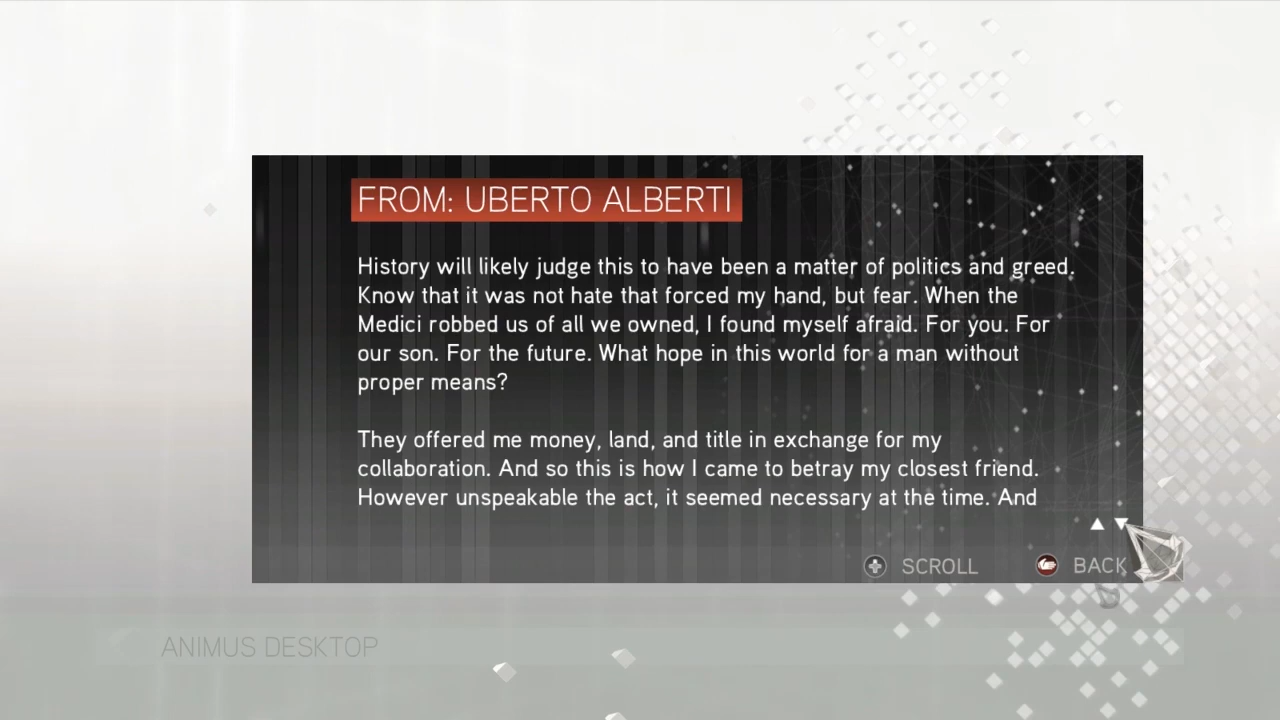 FROM: UBERTO ALBERTI
History will likely judge this to have been a matter of politics and greed.
Know that it was not hate that forced my hand, but fear. When the
Medici robbed us of all we owned, I found myself afraid. For you. For
our son. For the future. What hope in this world for a man without
proper means?
They offered me money, land, and title in exchange for my
collaboration. And so this is how I came to betray my closest friend.
However unspeakable the act, it seemed necessary at the time. And
SCROLL BACK
ANIMUS DESKTOP